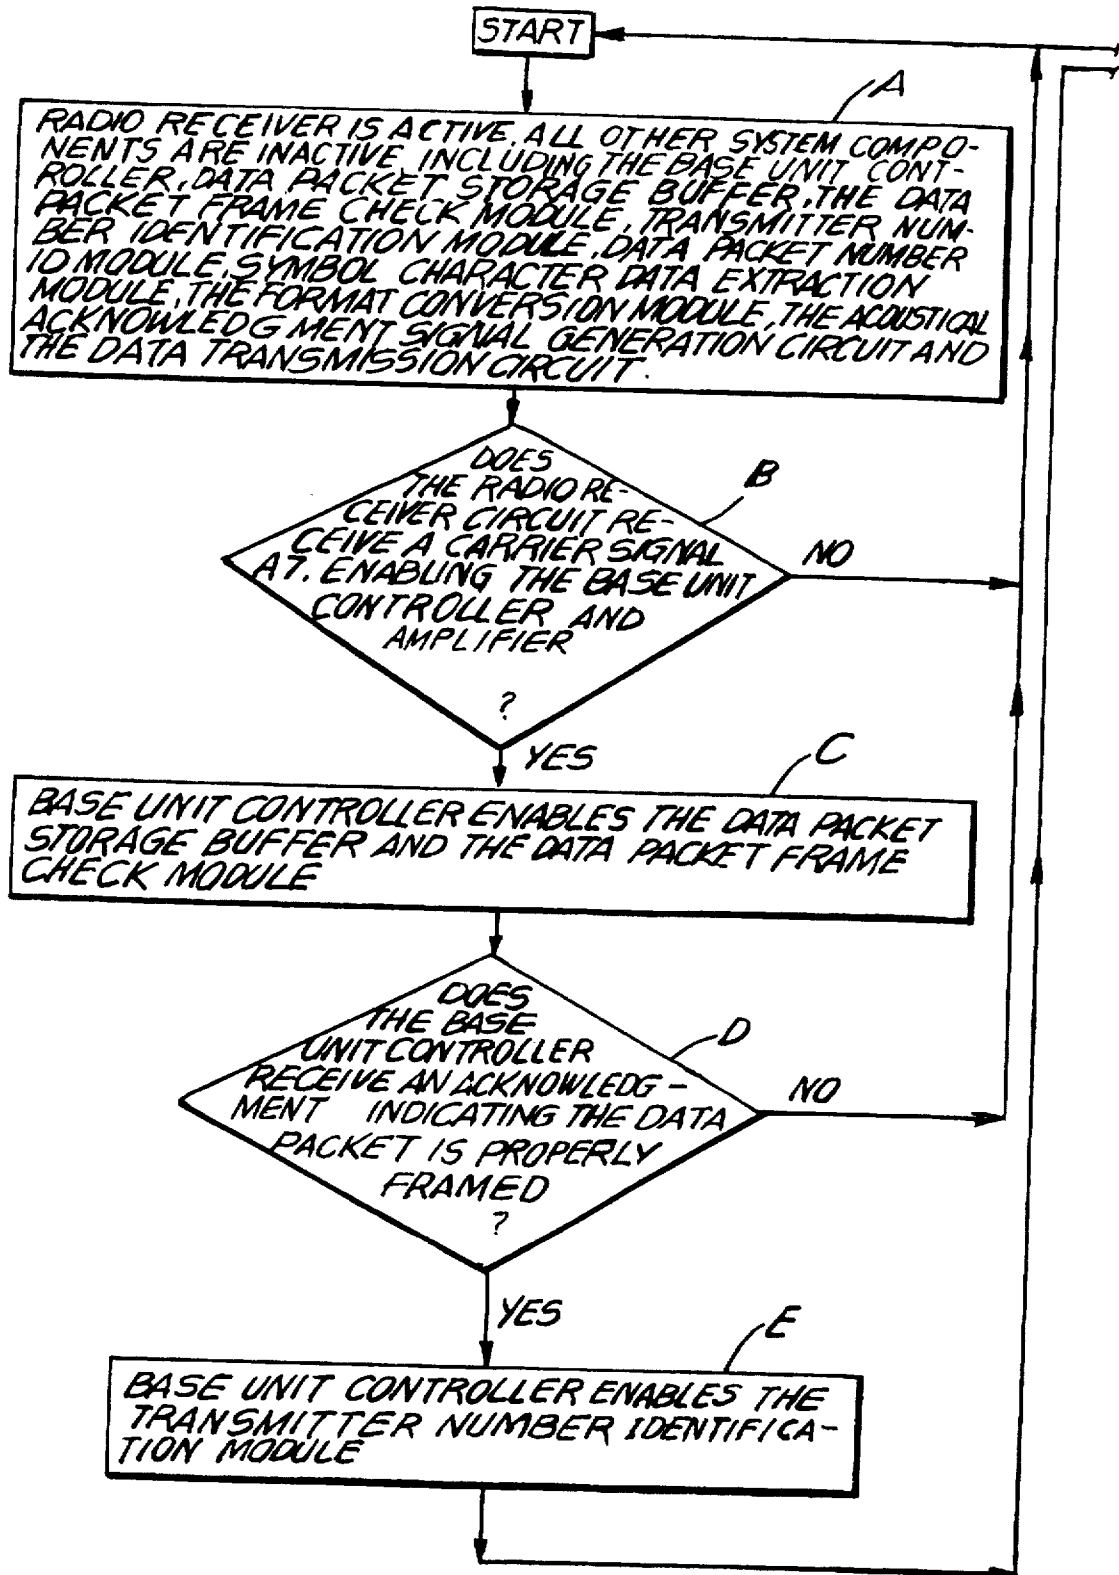 START
A
RADIO RECEIVER IS ACTIVE, ALL OTHER SYSTEM COMPO-
NENTS ARE INACTIVE INCLUDING THE BASE UNIT CONT-
ROLLER, DATA PACKET STORAGE BUFFER, THE DATA
PACKET FRAME CHECK MODULE, TRANSMITTER NUM-
BER IDENTIFICATION MODULE, DATA PACKET NUMBER
ID MODULE, SYMBOL CHARACTER DATA EXTRACTION
MODULE, THE FORMAT CONVERSION MODULE, THE ACOUSTICAL
ACKNOWLEDGMENT SIGNAL GENERATION CIRCUIT AND
THE DATA TRANSMISSION CIRCUIT.
B
DOES
THE RADIO RE-
CEIVER CIRCUIT RE-
CEIVE A CARRIER SIGNAL
A7. ENABLING THE BASE UNIT
CONTROLLER AND
AMPLIFIER
?
NO
YES
C
BASE UNIT CONTROLLER ENABLES THE DATA PACKET
STORAGE BUFFER AND THE DATA PACKET FRAME
CHECK MODULE
D
DOES
THE BASE
UNIT CONTROLLER
RECEIVE AN ACKNOWLEDG-
MENT INDICATING THE DATA
PACKET IS PROPERLY
FRAMED
?
NO
YES
E
BASE UNIT CONTROLLER ENABLES THE
TRANSMITTER NUMBER IDENTIFICA-
TION MODULE